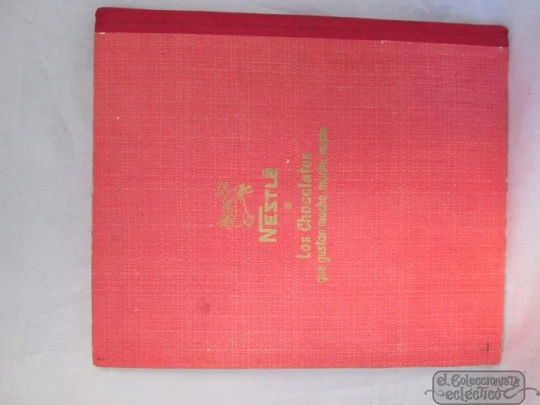 NESTLÉ
Los Chocolates
que gustan mucho, mucho, mucho
el Coleccionista
ecléctico